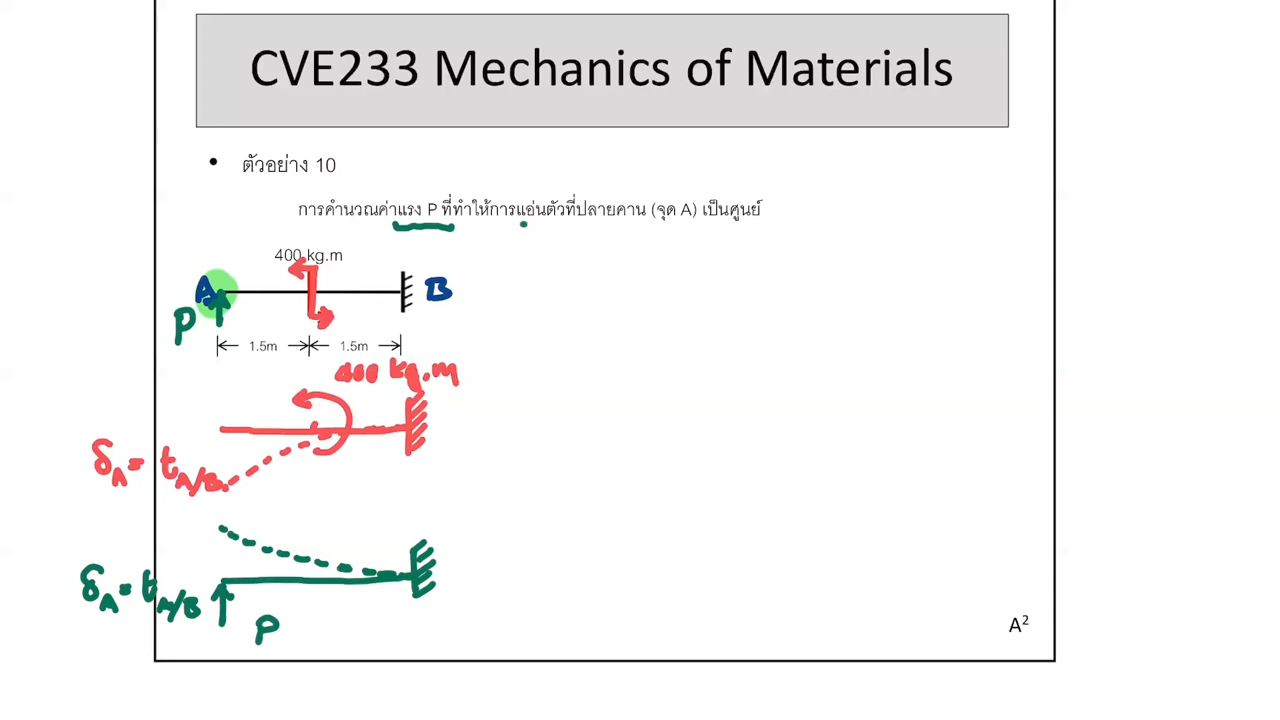 CVE233 Mechanics of Materials
• ตัวอย่าง 10
การคำนวณค่าแรง P ที่ทำให้การแอ่นตัวที่ปลายคาน (จุด A) เป็นศูนย์
400 kg.m
A B
P
1.5m 1.5m
400 kg.m
δA = tA/B
δA = tA/B
P
A²